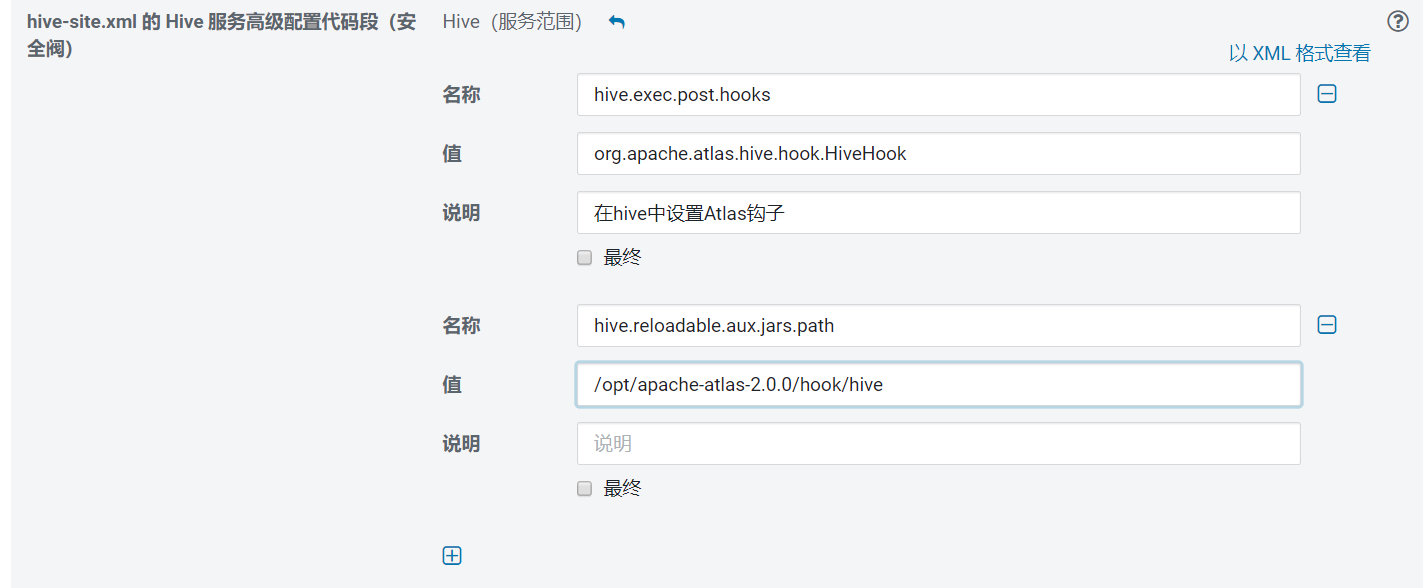 hive-site.xml 的 Hive 服务高级配置代码段（安
全阀）
Hive（服务范围）
以 XML 格式查看
名称
hive.exec.post.hooks
值
org.apache.atlas.hive.hook.HiveHook
说明
在hive中设置Atlas钩子
最终
名称
hive.reloadable.aux.jars.path
值
/opt/apache-atlas-2.0.0/hook/hive
说明
说明
最终